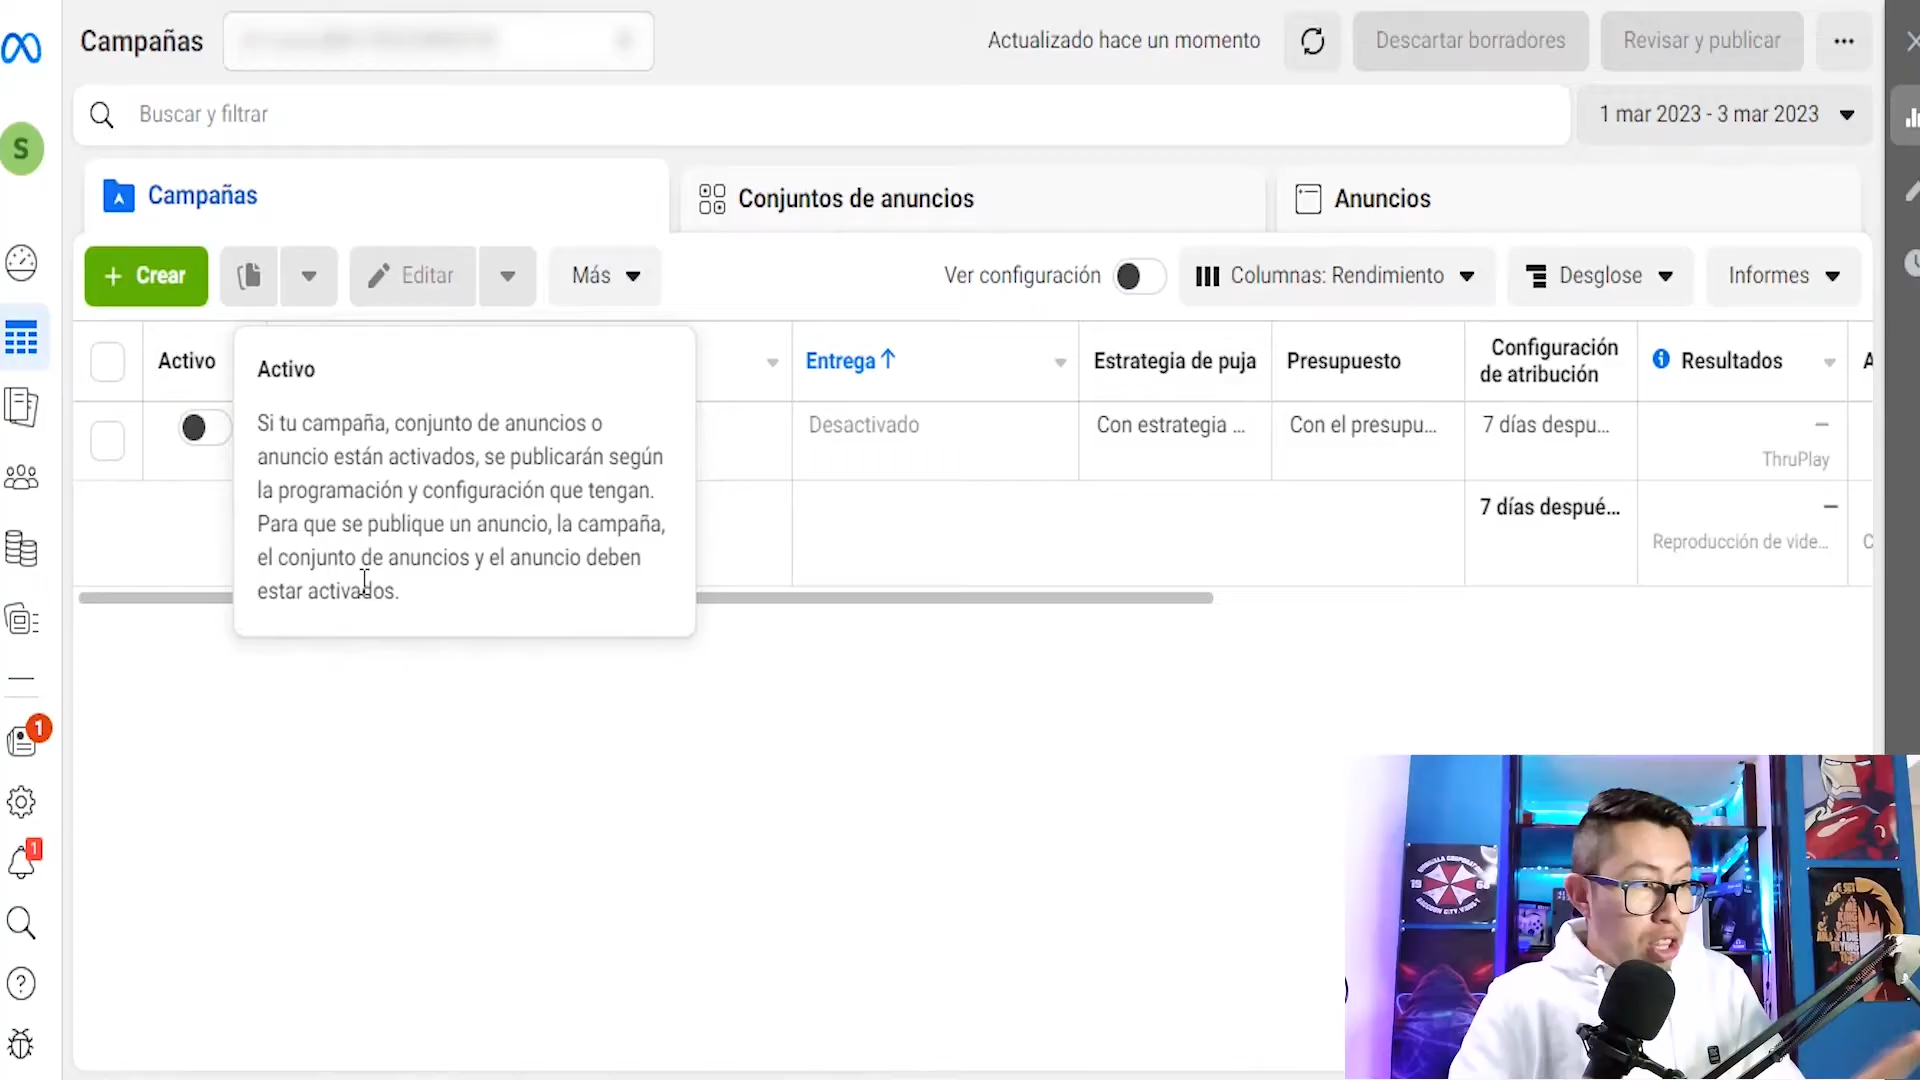 Campañas
Actualizado hace un momento
Descartar borradores
Revisar y publicar
Buscar y filtrar
1 mar 2023 - 3 mar 2023
S
Campañas
Conjuntos de anuncios
Anuncios
+ Crear
Editar
Más
Ver configuración
Columnas: Rendimiento
Desglose
Informes
Activo
Entrega
Estrategia de puja
Presupuesto
Configuración
de atribución
Resultados
A
Activo
Si tu campaña, conjunto de anuncios o
anuncio están activados, se publicarán según
la programación y configuración que tengan.
Para que se publique un anuncio, la campaña,
el conjunto de anuncios y el anuncio deben
estar activados.
Desactivado
Con estrategia ...
Con el presupu...
7 días despu...
—
ThruPlay
7 días despué...
—
Reproducción de vide...
C
1
1